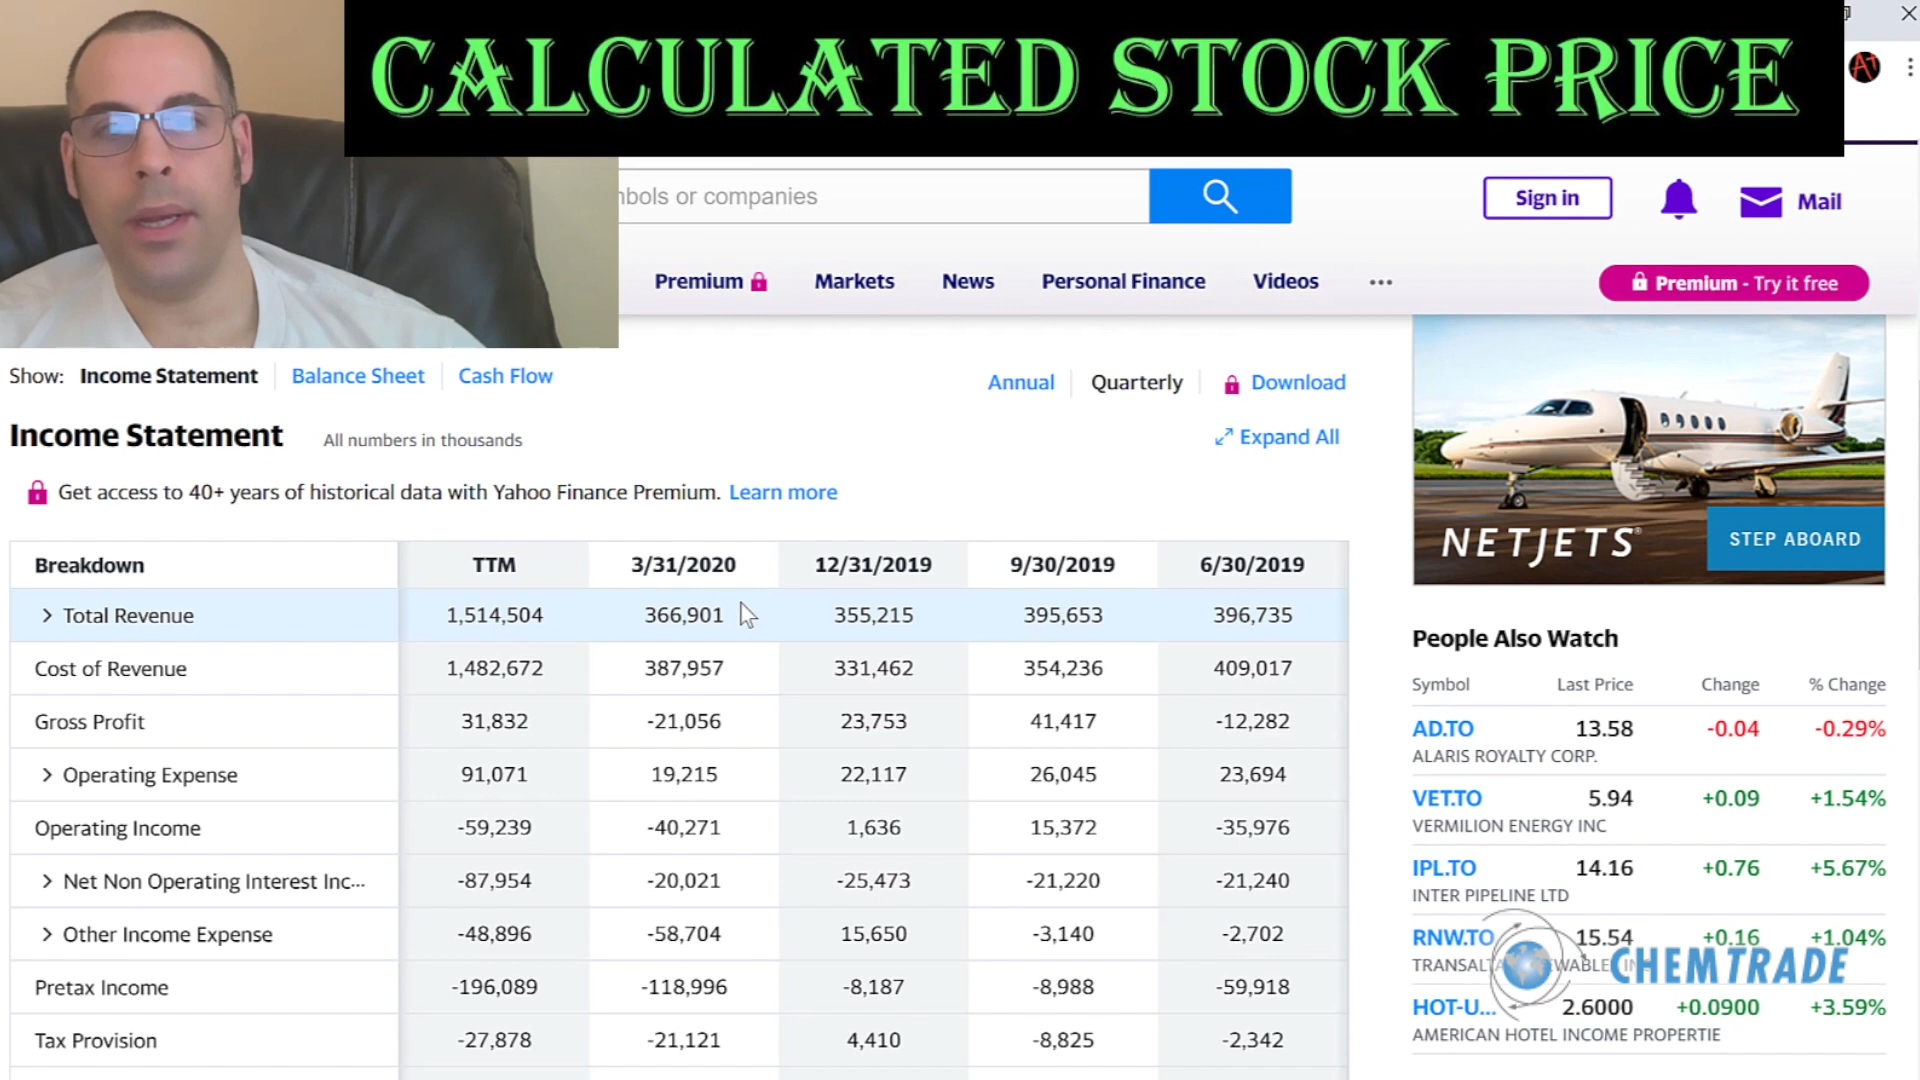 CALCULATED STOCK PRICE
A+
mbols or companies
Sign in
Mail
Premium
Markets
News
Personal Finance
Videos
Premium - Try it free
Show: Income Statement Balance Sheet Cash Flow
Annual Quarterly Download
Income Statement All numbers in thousands
Expand All
Get access to 40+ years of historical data with Yahoo Finance Premium. Learn more
Breakdown TTM 3/31/2020 12/31/2019 9/30/2019 6/30/2019
Total Revenue 1,514,504 366,901 355,215 395,653 396,735
Cost of Revenue 1,482,672 387,957 331,462 354,236 409,017
Gross Profit 31,832 -21,056 23,753 41,417 -12,282
Operating Expense 91,071 19,215 22,117 26,045 23,694
Operating Income -59,239 -40,271 1,636 15,372 -35,976
Net Non Operating Interest Inc... -87,954 -20,021 -25,473 -21,220 -21,240
Other Income Expense -48,896 -58,704 15,650 -3,140 -2,702
Pretax Income -196,089 -118,996 -8,187 -8,988 -59,918
Tax Provision -27,878 -21,121 4,410 -8,825 -2,342
NETJETS®
STEP ABOARD
People Also Watch
Symbol Last Price Change % Change
AD.TO 13.58 -0.04 -0.29%
ALARIS ROYALTY CORP.
VET.TO 5.94 +0.09 +1.54%
VERMILION ENERGY INC
IPL.TO 14.16 +0.76 +5.67%
INTER PIPELINE LTD
RNW.TO 15.54 +0.16 +1.04%
CHEMTRADE
HOT-U... 2.6000 +0.0900 +3.59%
AMERICAN HOTEL INCOME PROPERTIE